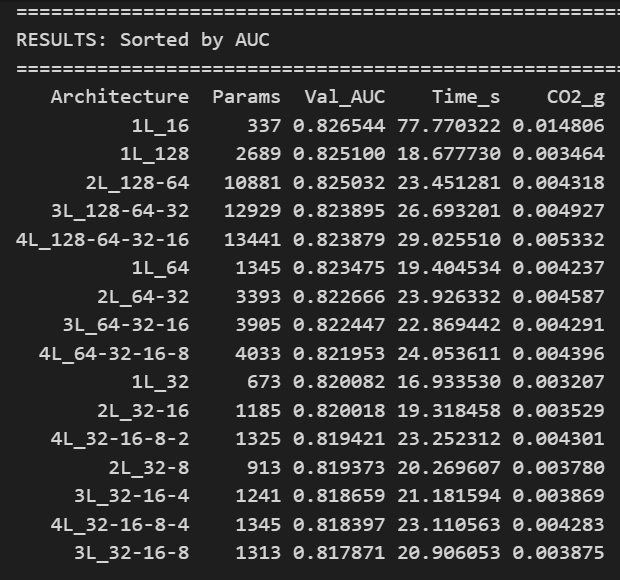 ================================================================
RESULTS: Sorted by AUC
================================================================
Architecture Params Val_AUC Time_s CO2_g
1L_16 337 0.826544 77.770322 0.014806
1L_128 2689 0.825100 18.677730 0.003464
2L_128-64 10881 0.825032 23.451281 0.004318
3L_128-64-32 12929 0.823895 26.693201 0.004927
4L_128-64-32-16 13441 0.823879 29.025510 0.005332
1L_64 1345 0.823475 19.404534 0.004237
2L_64-32 3393 0.822666 23.926332 0.004587
3L_64-32-16 3905 0.822447 22.869442 0.004291
4L_64-32-16-8 4033 0.821953 24.053611 0.004396
1L_32 673 0.820082 16.933530 0.003207
2L_32-16 1185 0.820018 19.318458 0.003529
4L_32-16-8-2 1325 0.819421 23.252312 0.004301
2L_32-8 913 0.819373 20.269607 0.003780
3L_32-16-4 1241 0.818659 21.181594 0.003869
4L_32-16-8-4 1345 0.818397 23.110563 0.004283
3L_32-16-8 1313 0.817871 20.906053 0.003875